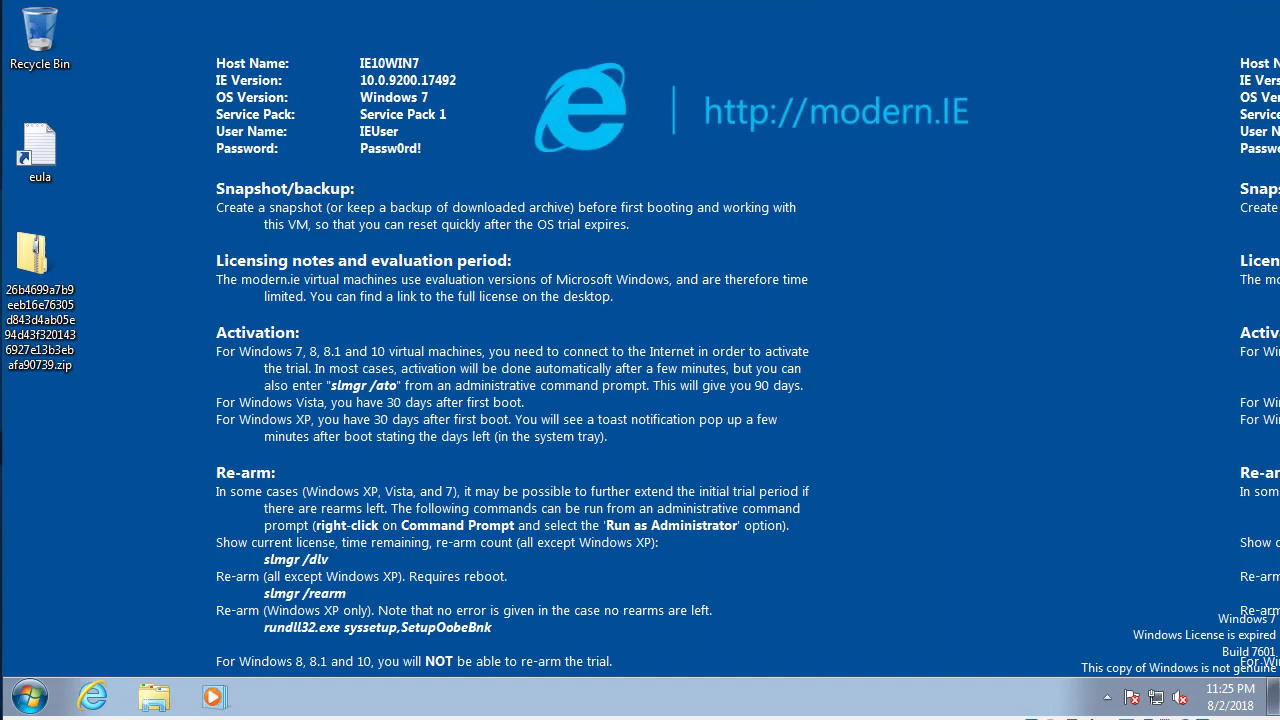 Recycle Bin
eula
26b4699a7b9
eeb16e76305
d843d4ab05e
94d43f320143
6927e13b3eb
afa90739.zip
Host Name: IE10WIN7
IE Version: 10.0.9200.17492
OS Version: Windows 7
Service Pack: Service Pack 1
User Name: IEUser
Password: Passw0rd!
http://modern.IE
Snapshot/backup:
Create a snapshot (or keep a backup of downloaded archive) before first booting and working with
this VM, so that you can reset quickly after the OS trial expires.
Licensing notes and evaluation period:
The modern.ie virtual machines use evaluation versions of Microsoft Windows, and are therefore time
limited. You can find a link to the full license on the desktop.
Activation:
For Windows 7, 8, 8.1 and 10 virtual machines, you need to connect to the Internet in order to activate
the trial. In most cases, activation will be done automatically after a few minutes, but you can
also enter "slmgr /ato" from an administrative command prompt. This will give you 90 days.
For Windows Vista, you have 30 days after first boot.
For Windows XP, you have 30 days after first boot. You will see a toast notification pop up a few
minutes after boot stating the days left (in the system tray).
Re-arm:
In some cases (Windows XP, Vista, and 7), it may be possible to further extend the initial trial period if
there are rearms left. The following commands can be run from an administrative command
prompt (right-click on Command Prompt and select the 'Run as Administrator' option).
Show current license, time remaining, re-arm count (all except Windows XP):
slmgr /dlv
Re-arm (all except Windows XP). Requires reboot.
slmgr /rearm
Re-arm (Windows XP only). Note that no error is given in the case no rearms are left.
rundll32.exe syssetup,SetupOobeBnk
For Windows 8, 8.1 and 10, you will NOT be able to re-arm the trial.
Host N
IE Vers
OS Ver
Service
User N
Passw
Snaps
Create
Licen
The mo
Activ
For Wi
For Wi
For Wi
Re-ar
In som
Show c
Re-arm
Re-arm
For Wi
Windows 7
Windows License is expired
Build 7601
This copy of Windows is not genuine
11:25 PM
8/2/2018